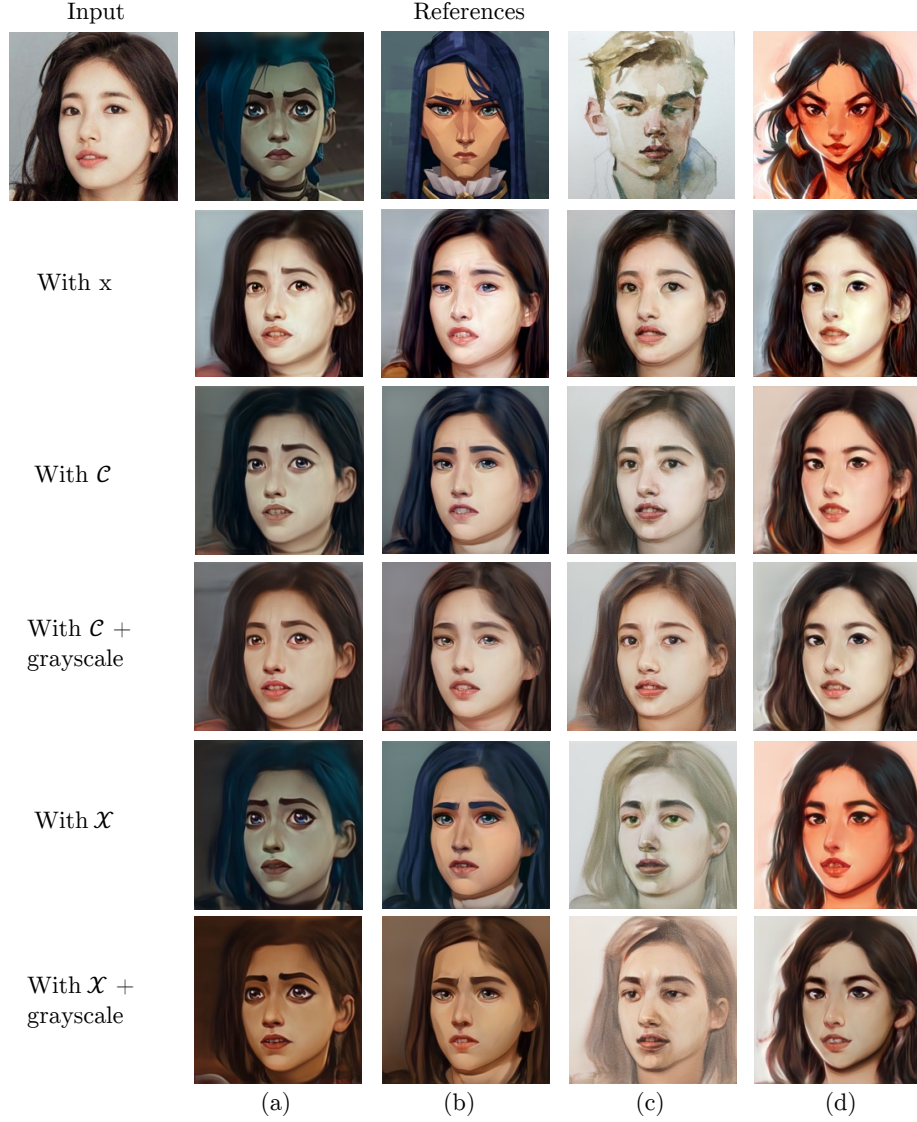 Input
References
With x
With 𝒞
With 𝒞 +
grayscale
With 𝒳
With 𝒳 +
grayscale
(a)
(b)
(c)
(d)